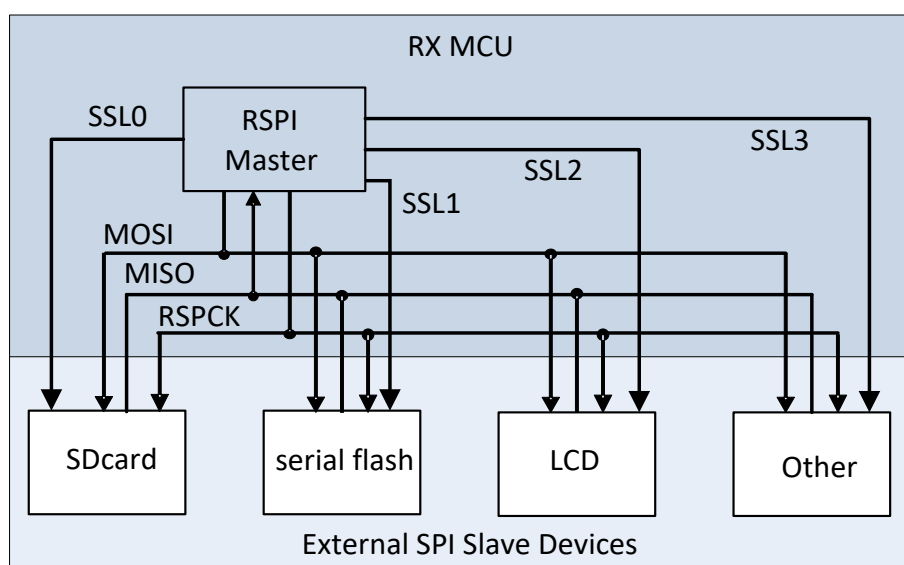 RX MCU
SSL0
RSPI
Master
SSL3
SSL2
SSL1
MOSI
MISO
RSPCK
SDcard
serial flash
LCD
Other
External SPI Slave Devices